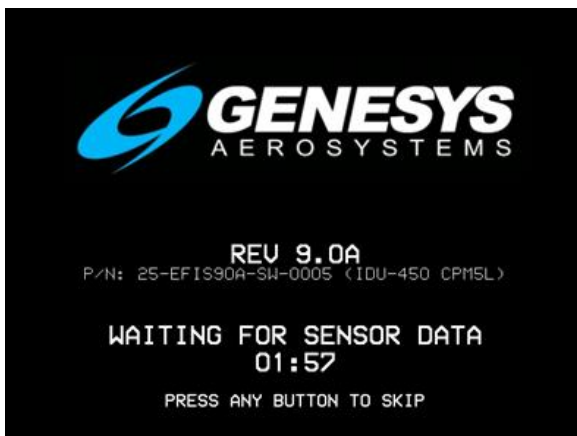 GENESYS
AEROSYSTEMS
REV 9.0A
P/N: 25-EFIS90A-SW-0005 (IDU-450 CPM5L)
WAITING FOR SENSOR DATA
01:57
PRESS ANY BUTTON TO SKIP